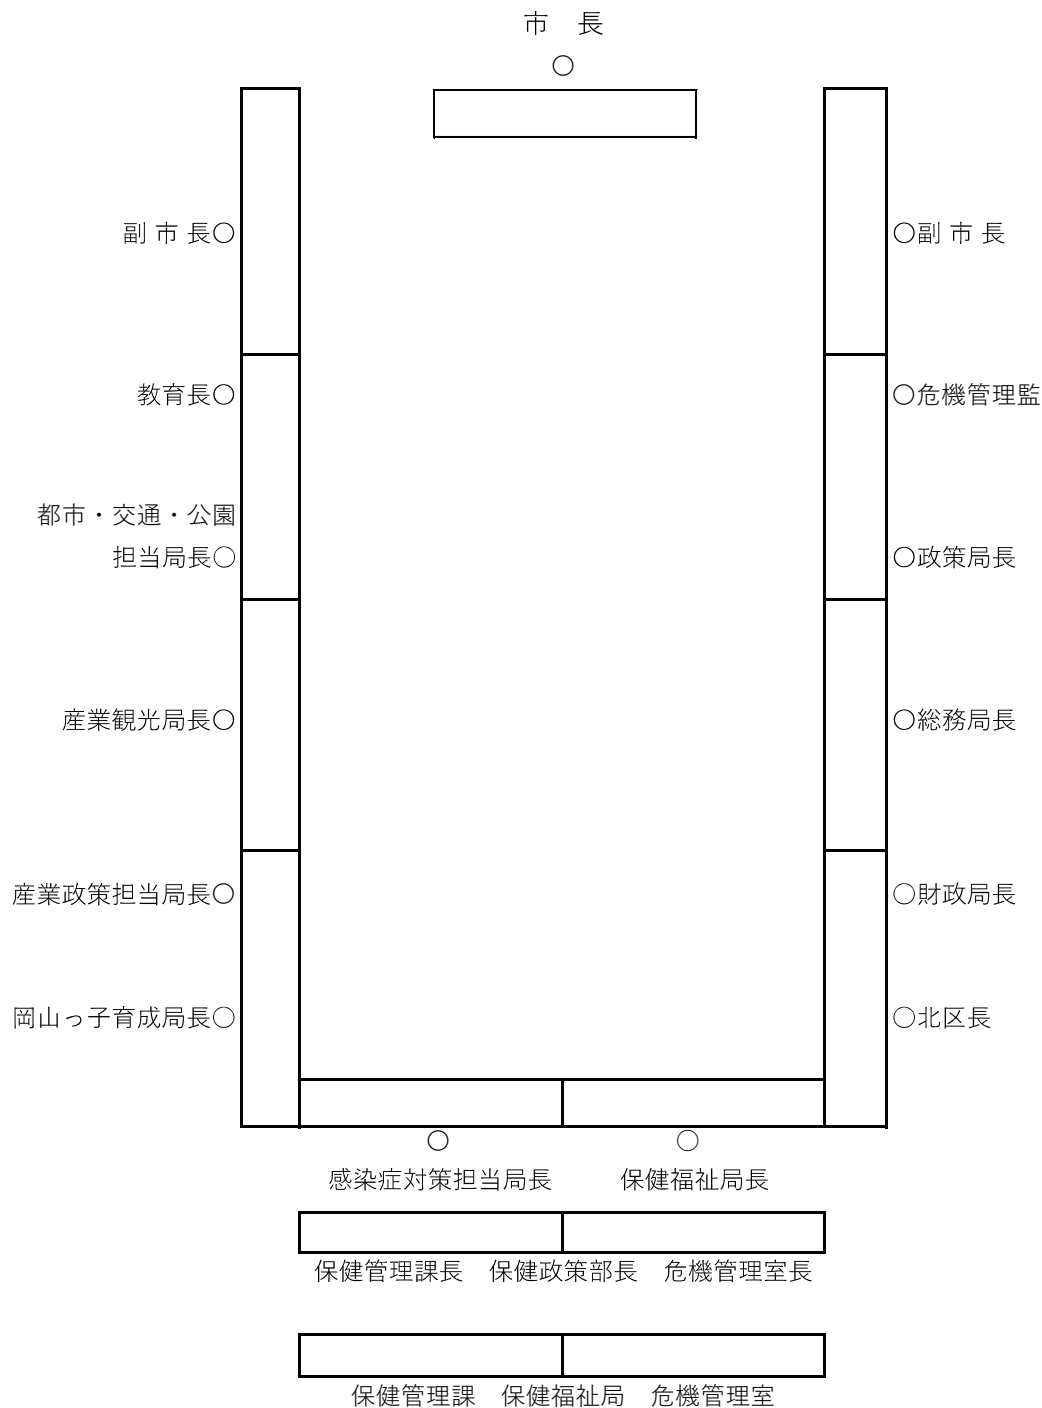 市　長
○
副 市 長○
○副 市 長
教育長○
○危機管理監
都市・交通・公園
担当局長○
○政策局長
産業観光局長○
○総務局長
産業政策担当局長○
○財政局長
岡山っ子育成局長○
○北区長
○　○
感染症対策担当局長　保健福祉局長
保健管理課長　保健政策部長　危機管理室長
保健管理課　保健福祉局　危機管理室